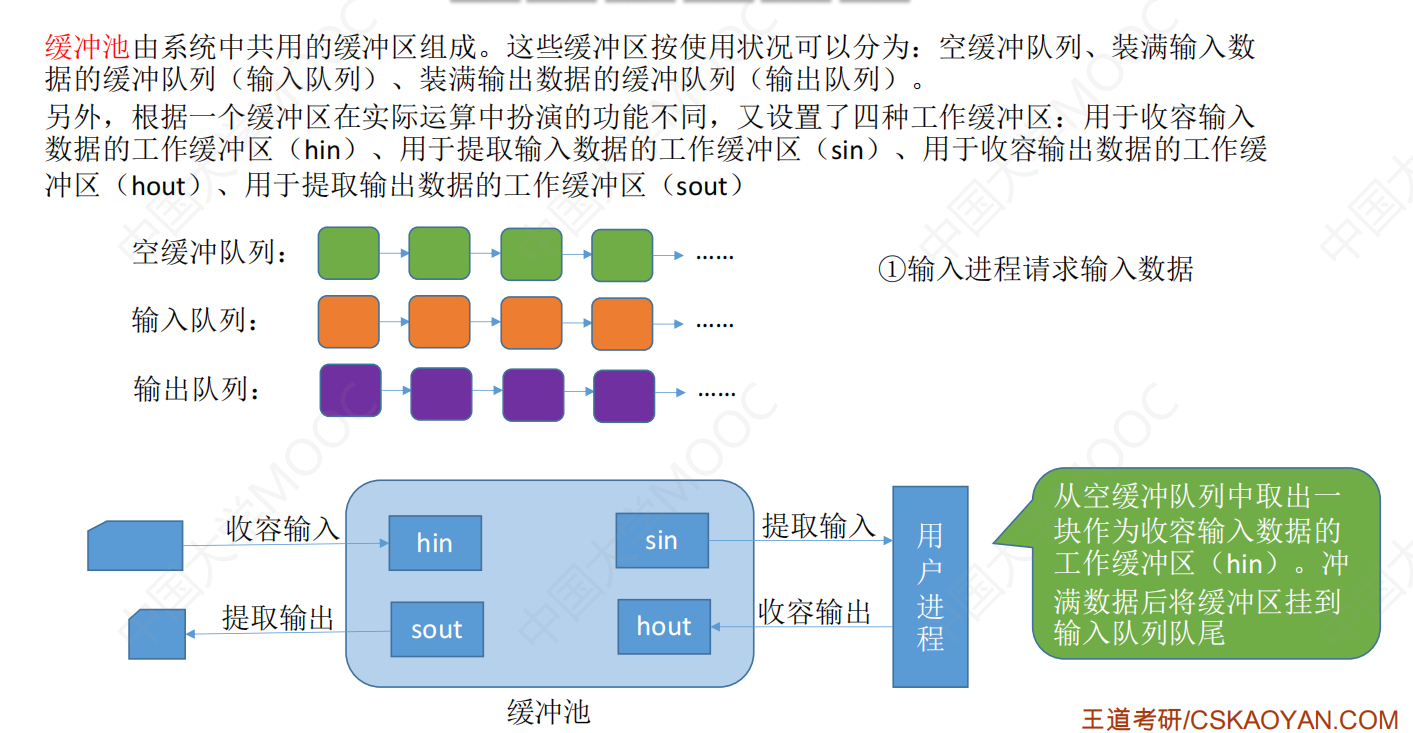 缓冲池由系统中共用的缓冲区组成。这些缓冲区按使用状况可以分为：空缓冲队列、装满输入数
据的缓冲队列（输入队列）、装满输出数据的缓冲队列（输出队列）。
另外，根据一个缓冲区在实际运算中扮演的功能不同，又设置了四种工作缓冲区：用于收容输入
数据的工作缓冲区（hin）、用于提取输入数据的工作缓冲区（sin）、用于收容输出数据的工作缓
冲区（hout）、用于提取输出数据的工作缓冲区（sout）
空缓冲队列：
……
①输入进程请求输入数据
输入队列：
……
输出队列：
……
收容输入
hin
sin
提取输入
提取输出
sout
hout
收容输出
用
户
进
程
从空缓冲队列中取出一
块作为收容输入数据的
工作缓冲区（hin）。冲
满数据后将缓冲区挂到
输入队列队尾
缓冲池
王道考研/CSKAOYAN.COM
中国大学MOOC